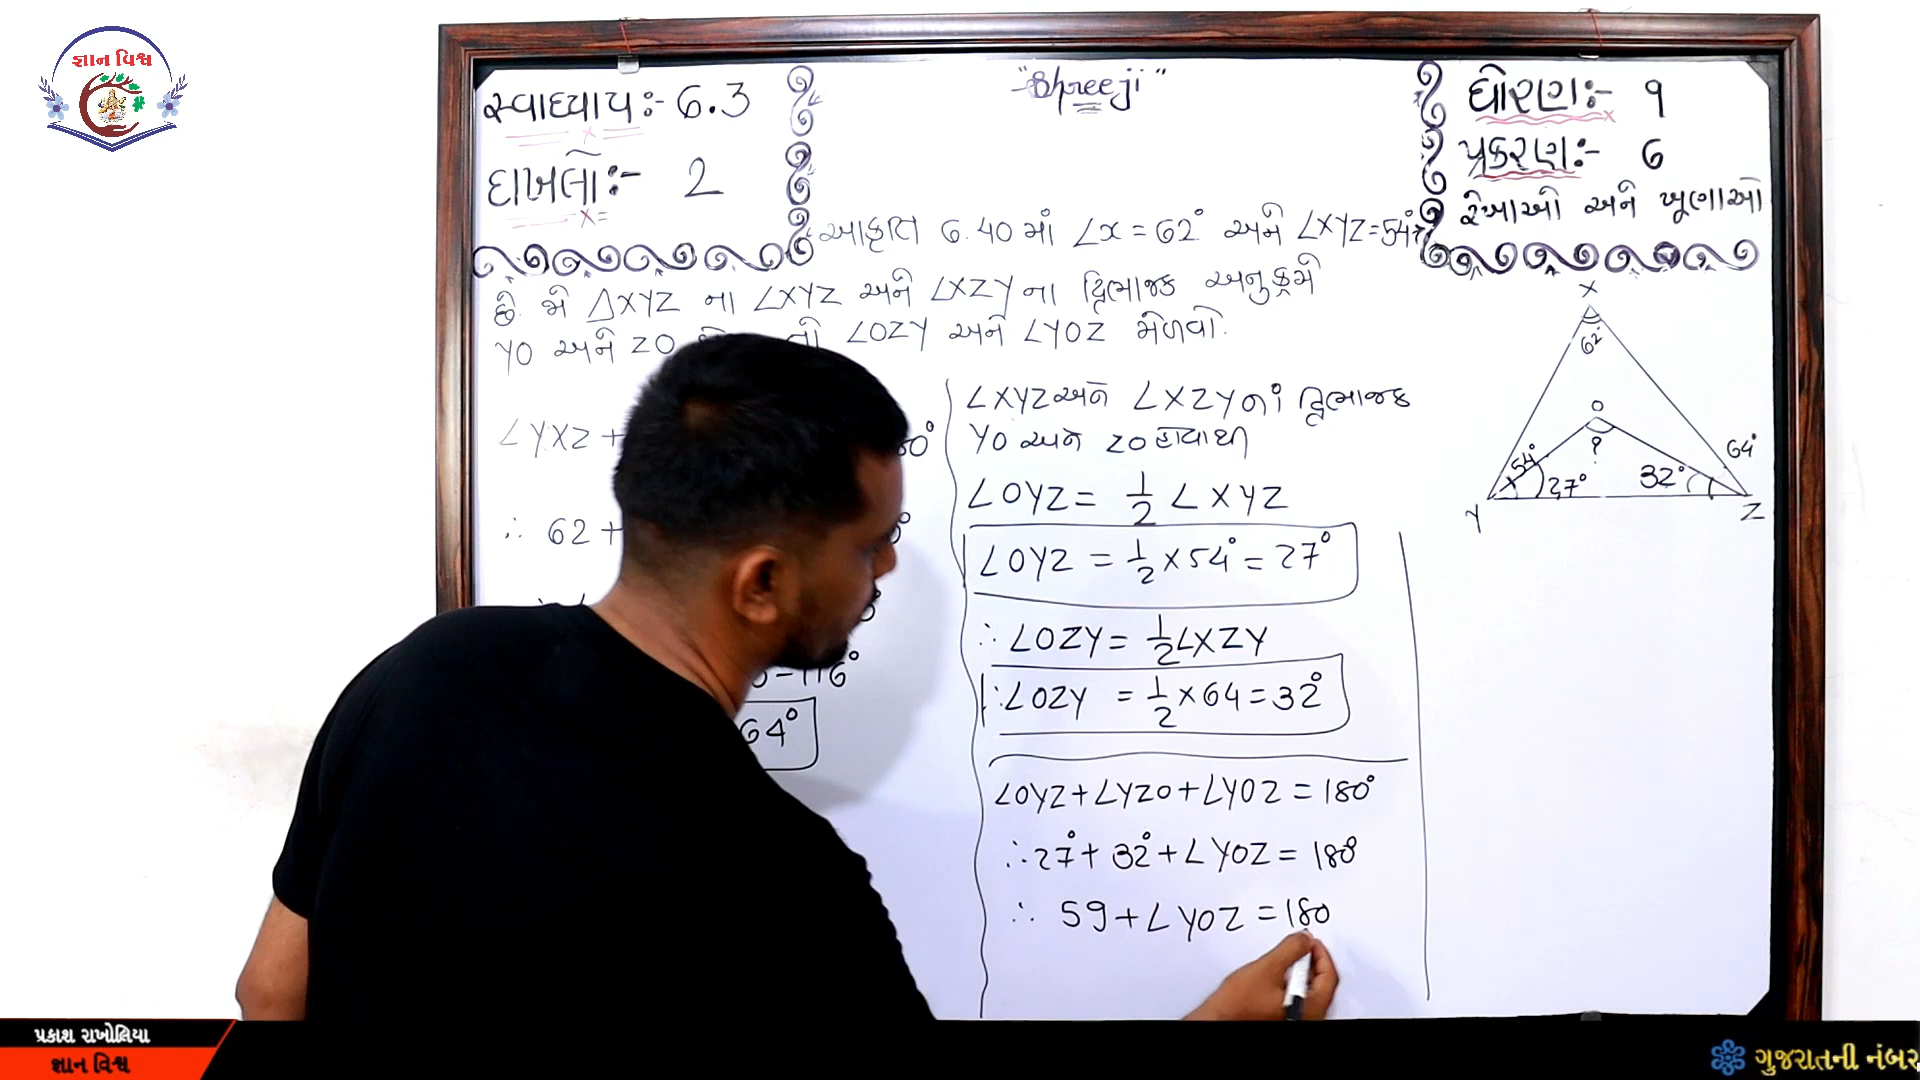 જ્ઞાન વિશ્વ
સ્વાધ્યાય:- 6.3
દાખલો:- 2
"Shreeji"
ધોરણ:- ૧
પ્રકરણ:- 6
રેખાઓ અને ખૂણાઓ
આકૃતિ 6.40માં ∠x = 62° અને ∠XYZ = 54°
છે. જો △XYZ ના ∠XYZ અને ∠XZY ના દ્વિભાજક અનુક્રમે
YO અને ZO તો ∠OZY અને ∠YOZ મેળવો.
∠YXZ +
∴ 62 +
-116°
64°
∠XYZ અને ∠XZY નાં દ્વિભાજક
YO અને ZO હોવાથી
∠OYZ = 1/2 ∠XYZ
∠OYZ = 1/2 × 54° = 27°
∴ ∠OZY = 1/2 ∠XZY
∴ ∠OZY = 1/2 × 64 = 32°
∠OYZ + ∠YZO + ∠YOZ = 180°
∴ 27° + 32° + ∠YOZ = 180°
∴ 59 + ∠YOZ = 180
X
62°
O
?
54°
27°
32°
64°
Y
Z
પ્રકાશ રાખોલિયા
જ્ઞાન વિશ્વ
ગુજરાતની નંબર